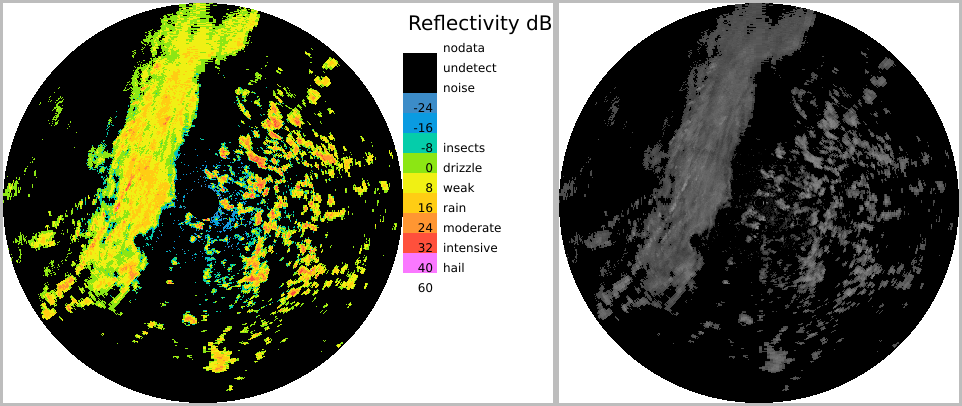 Reflectivity dB
nodata
undetect
noise
-24
-16
-8 insects
0 drizzle
8 weak
16 rain
24 moderate
32 intensive
40 hail
60